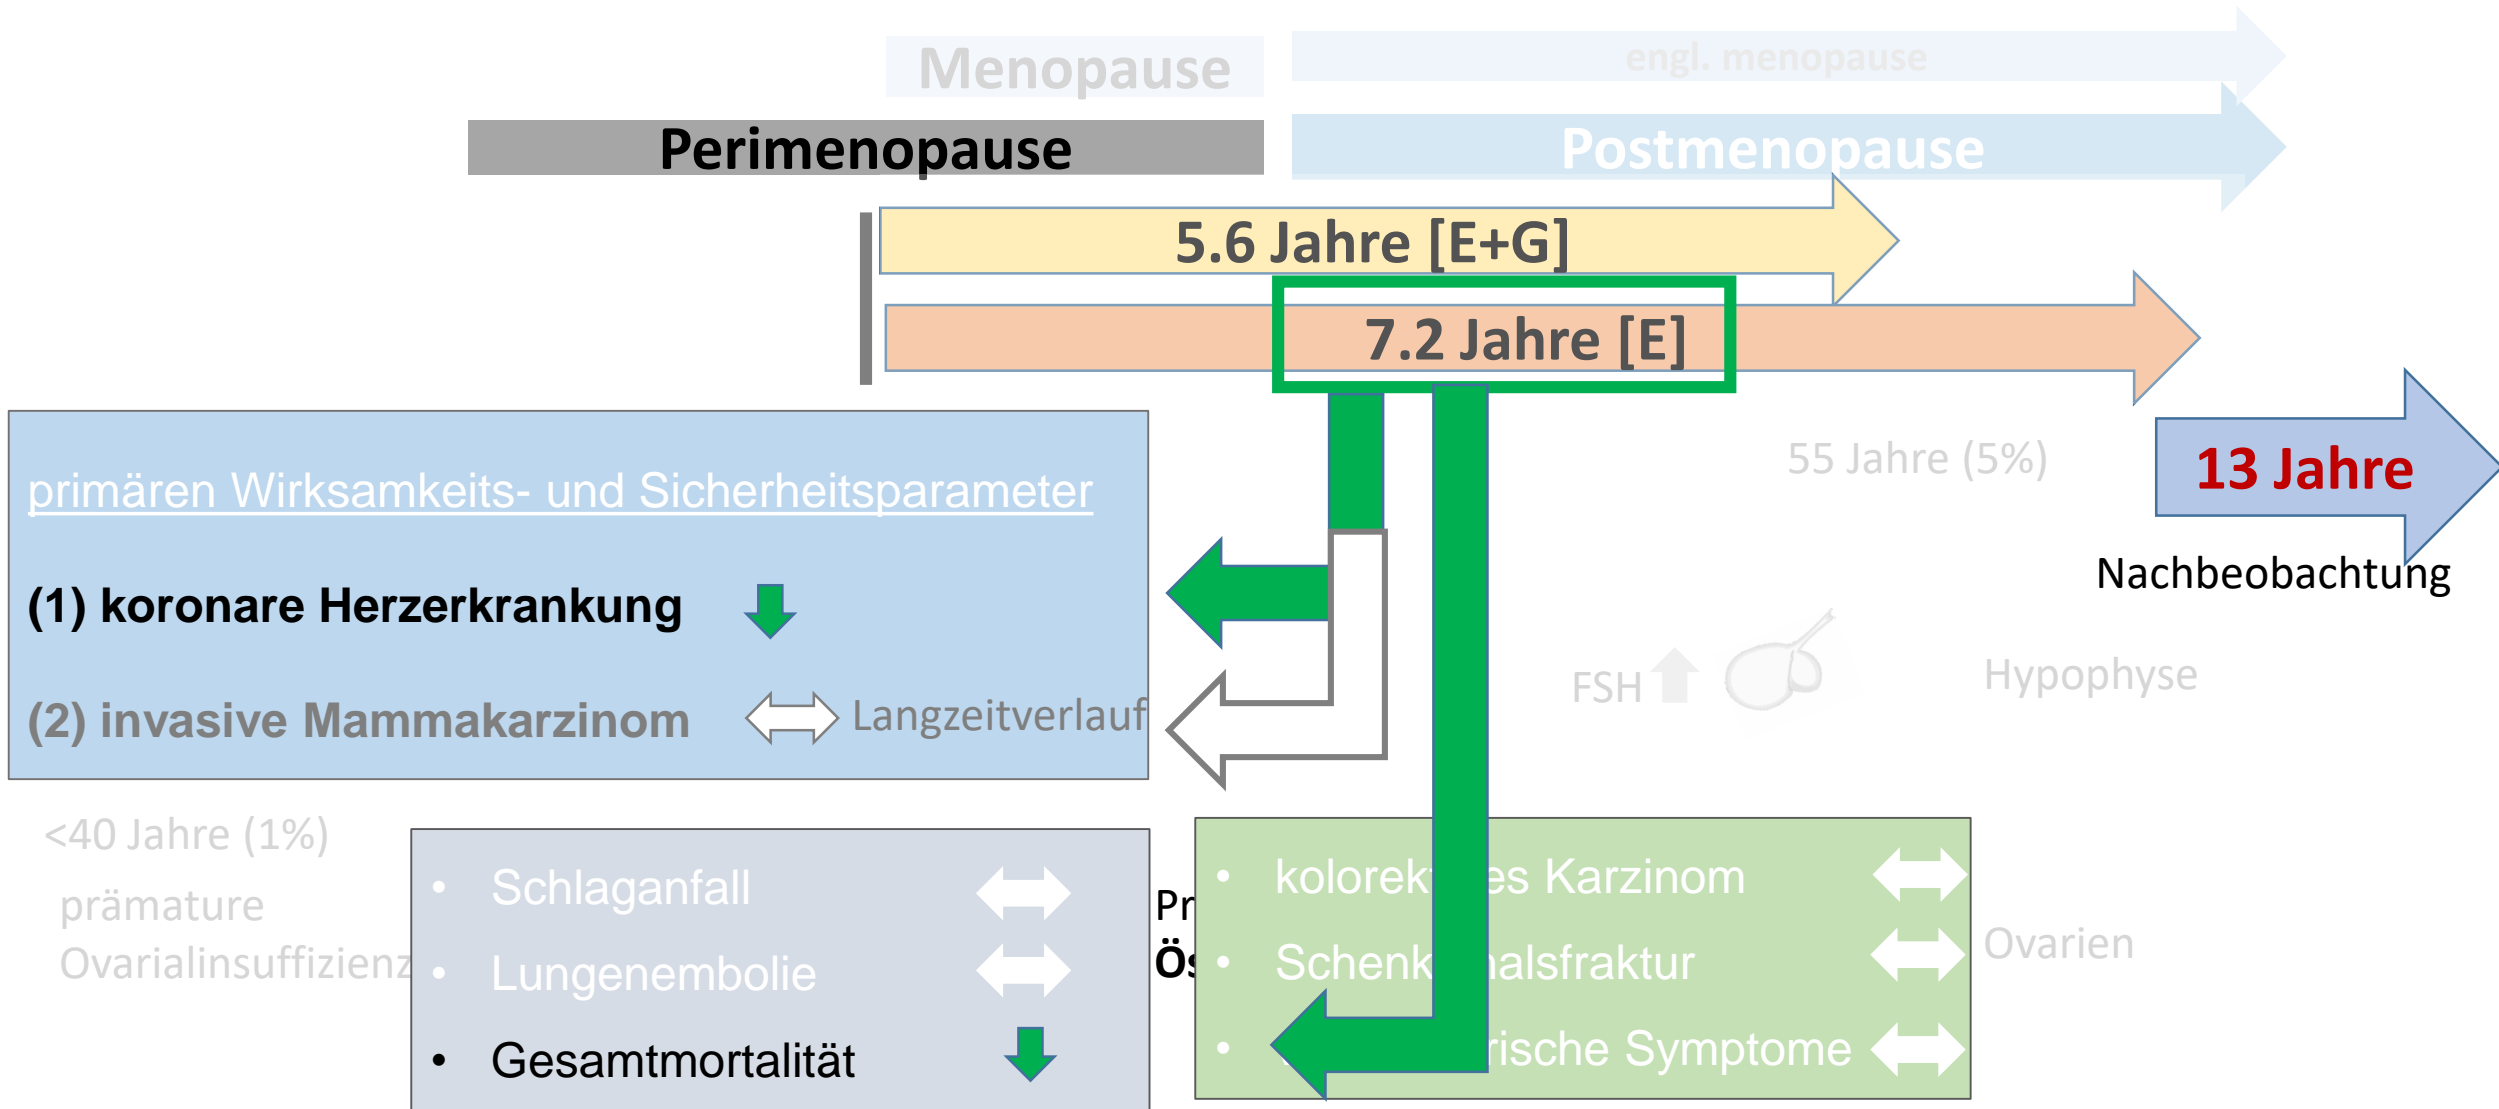 Menopause
engl. menopause
Perimenopause
Postmenopause
5.6 Jahre [E+G]
7.2 Jahre [E]
13 Jahre
Nachbeobachtung
55 Jahre (5%)
primären Wirksamkeits- und Sicherheitsparameter
(1) koronare Herzerkrankung
(2) invasive Mammakarzinom
Langzeitverlauf
FSH
Hypophyse
<40 Jahre (1%)
prämature
Ovarialinsuffizienz
• Schlaganfall
• Lungenembolie
• Gesamtmortalität
• Karzinom
•
• Symptome
Ovarien